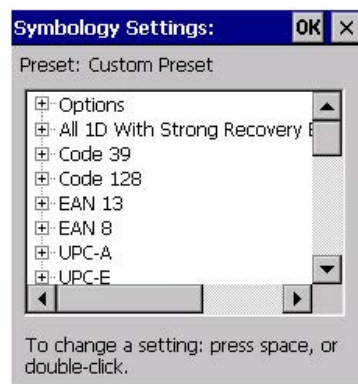 Symbology Settings: OK ×
Preset: Custom Preset
Options
All 1D With Strong Recovery
Code 39
Code 128
EAN 13
EAN 8
UPC-A
UPC-E
To change a setting: press space, or
double-click.